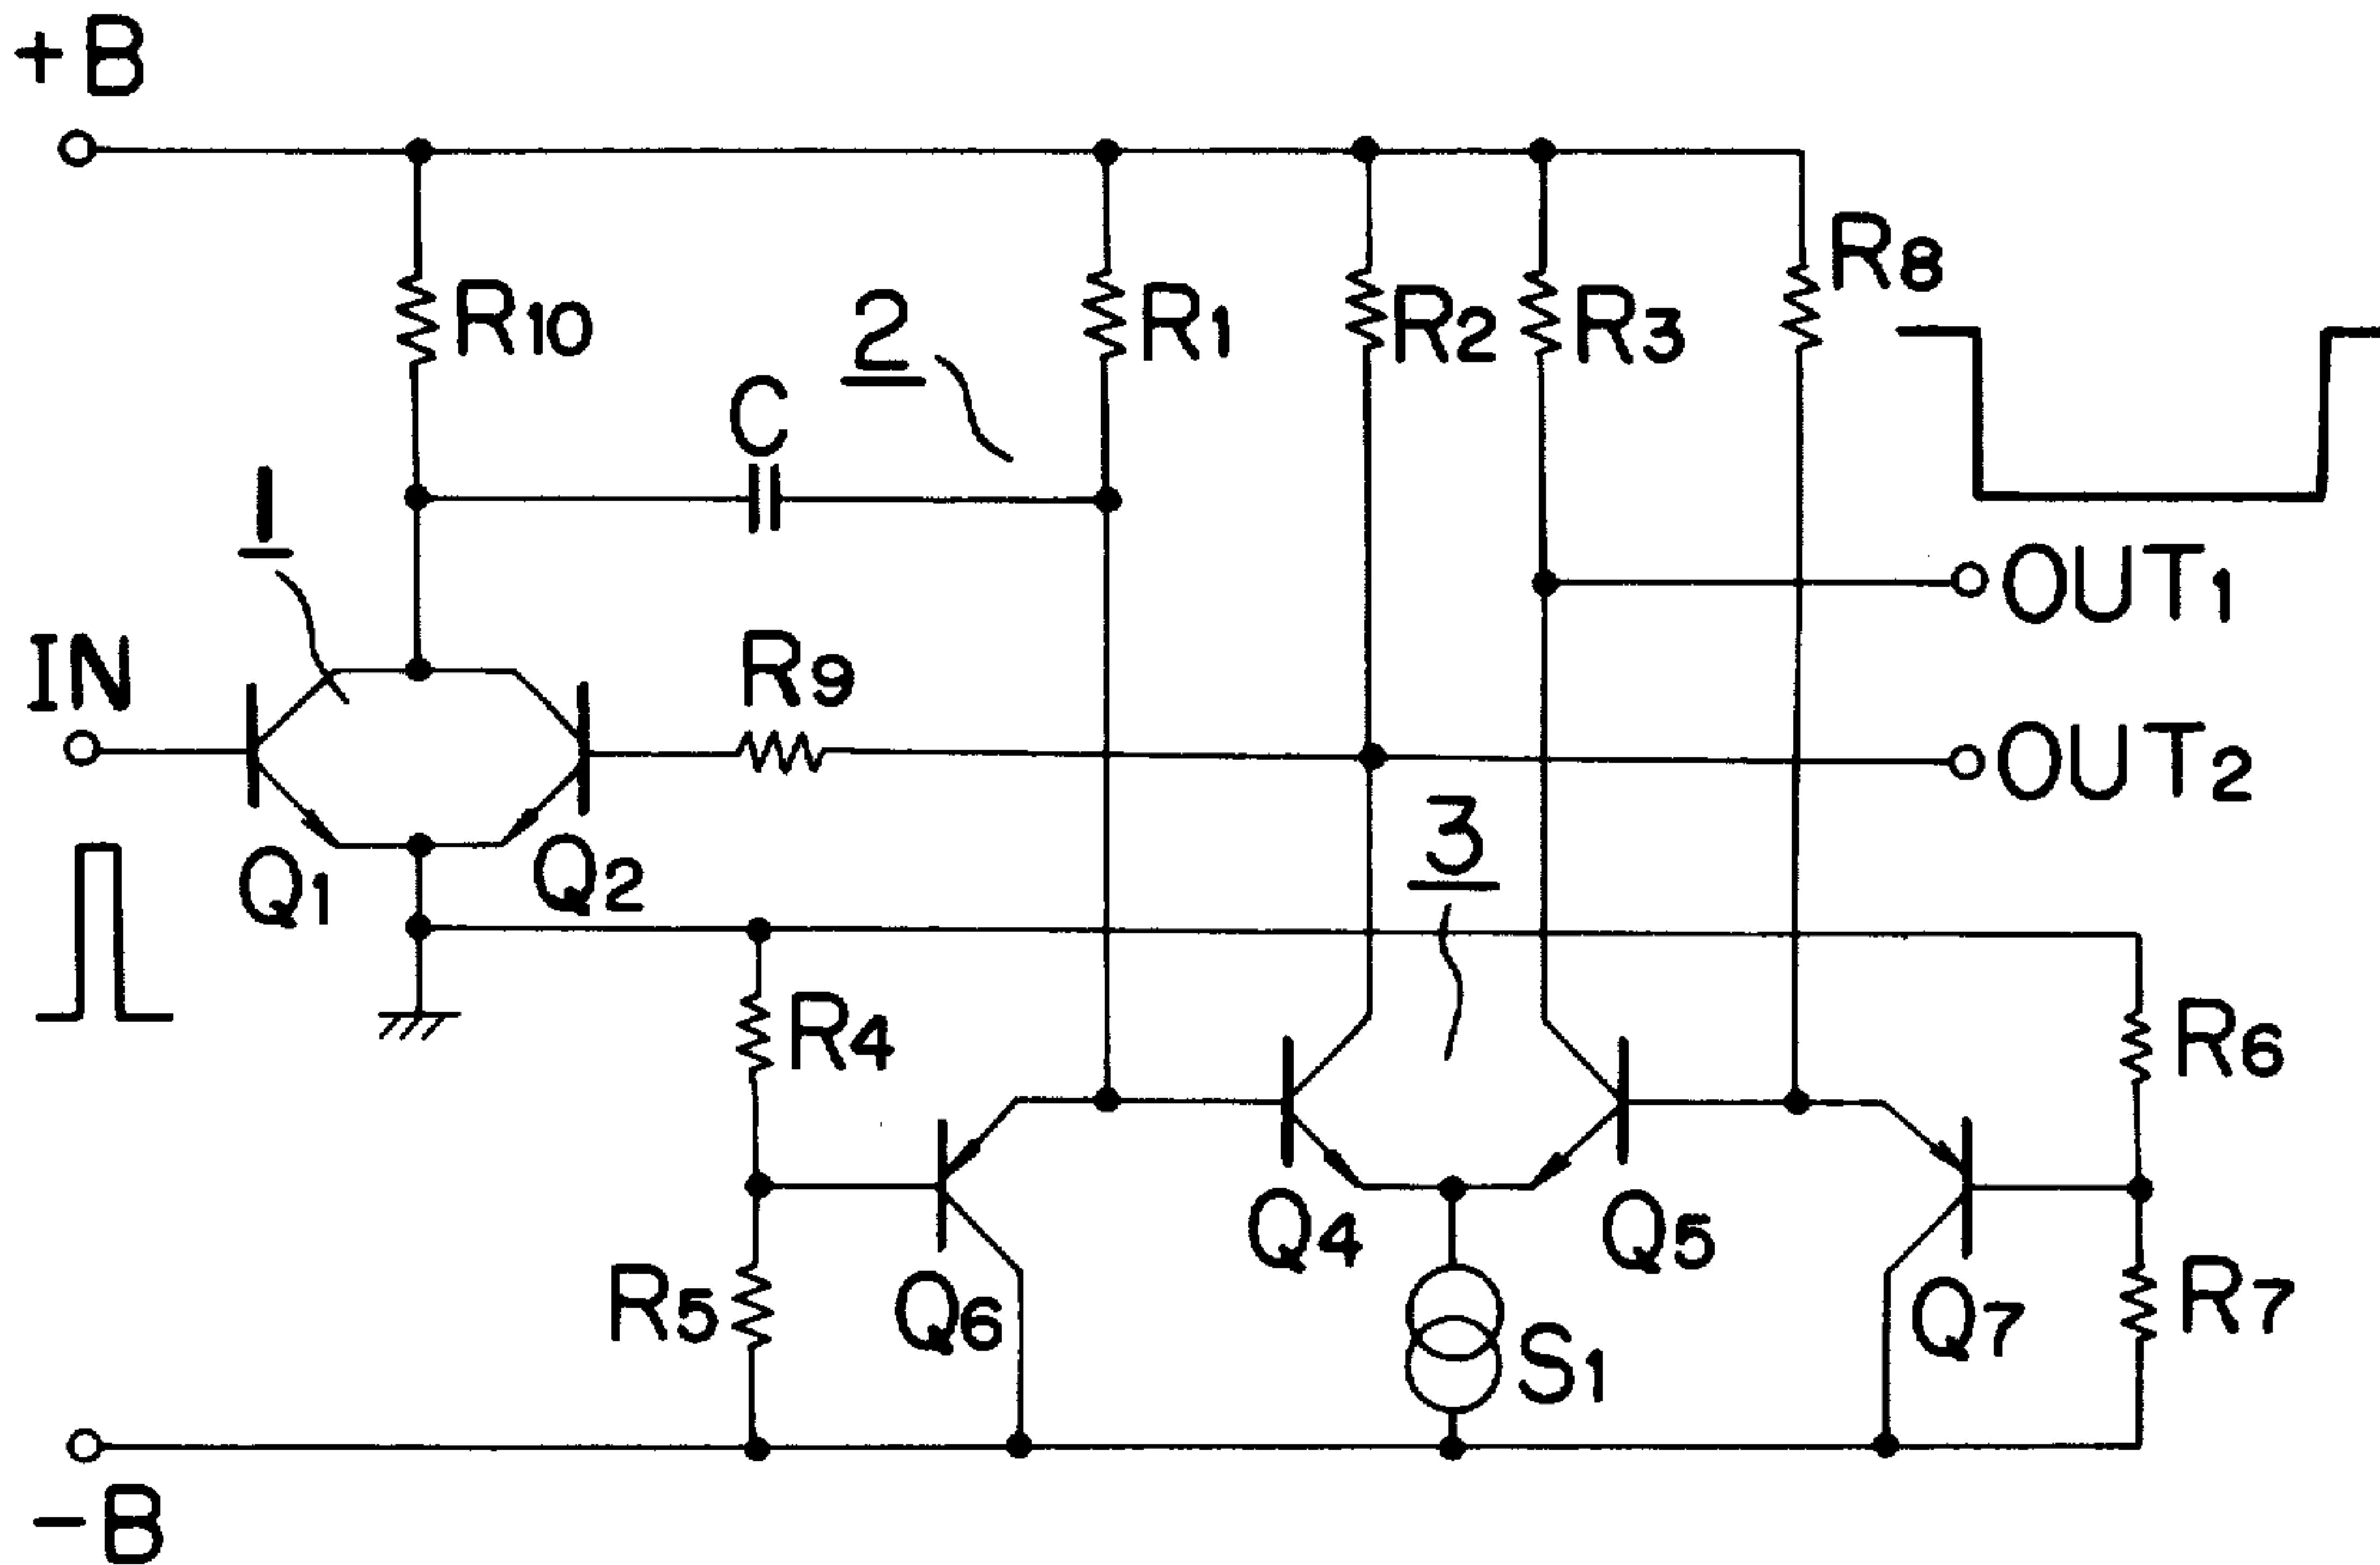 +B
R10
R1
R2
R3
R8
2
C
1
OUT1
IN
R9
OUT2
3
Q1
Q2
R4
R6
Q4
Q5
R5
Q6
S1
Q7
R7
-B